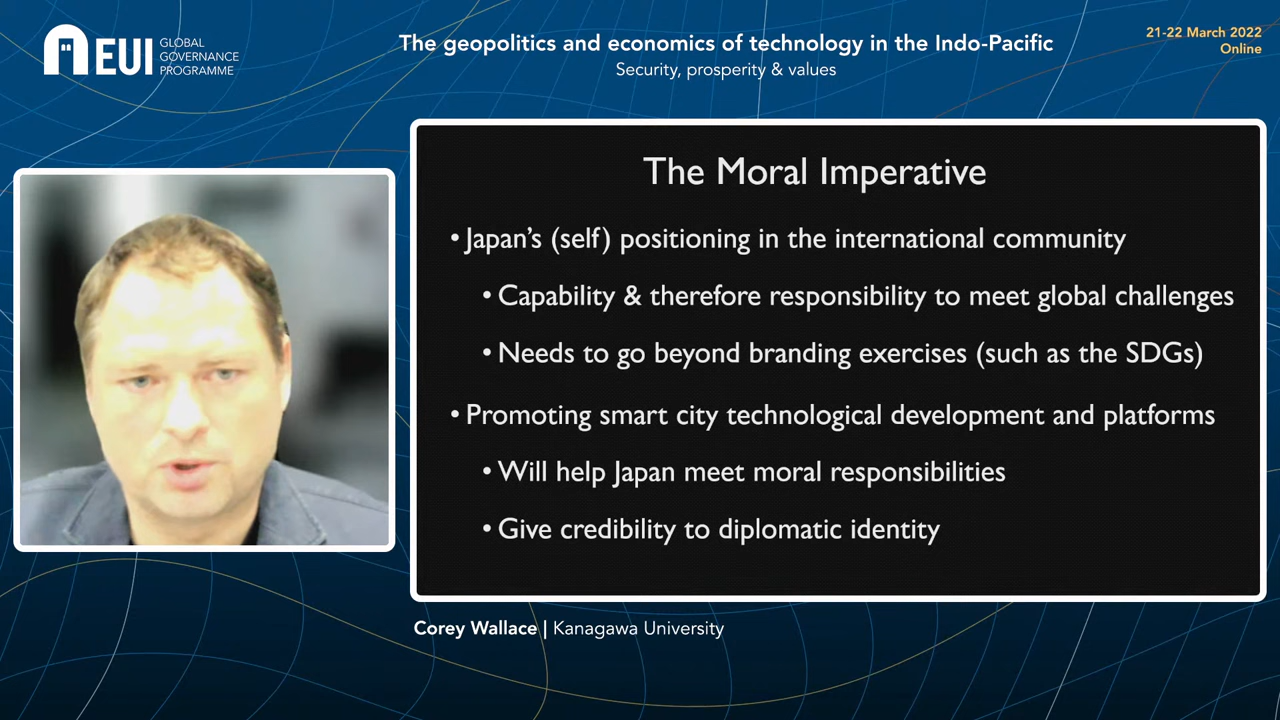 EUI
GLOBAL
GOVERNANCE
PROGRAMME
The geopolitics and economics of technology in the Indo-Pacific
Security, prosperity & values
21-22 March 2022
Online
The Moral Imperative
• Japan’s (self) positioning in the international community
• Capability & therefore responsibility to meet global challenges
• Needs to go beyond branding exercises (such as the SDGs)
• Promoting smart city technological development and platforms
• Will help Japan meet moral responsibilities
• Give credibility to diplomatic identity
Corey Wallace | Kanagawa University